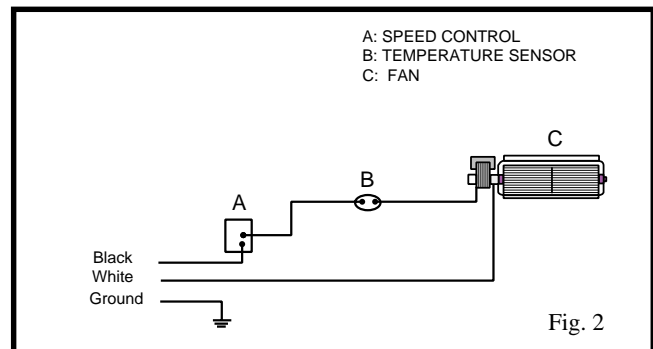 A: SPEED CONTROL
B: TEMPERATURE SENSOR
C: FAN
C
B
A
Black
White
Ground
Fig. 2